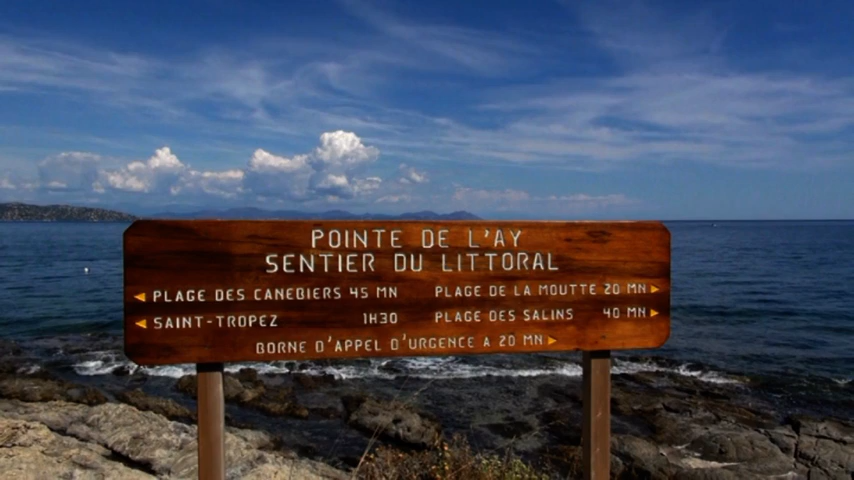 POINTE DE L'AY
SENTIER DU LITTORAL
PLAGE DES CANEBIERS 45 MN PLAGE DE LA MOUTTE 20 MN
SAINT-TROPEZ 1H30 PLAGE DES SALINS 40 MN
BORNE D'APPEL D'URGENCE A 20 MN